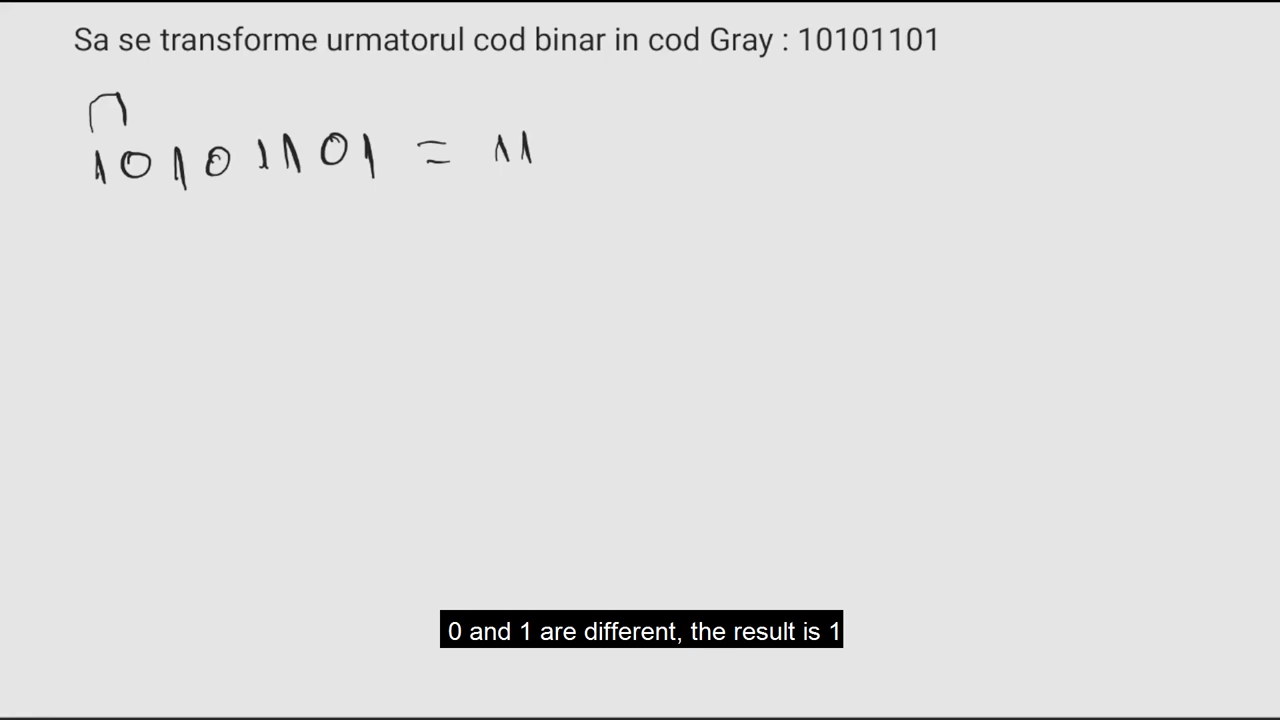 Sa se transforme urmatorul cod binar in cod Gray : 10101101
10101101 = 11
0 and 1 are different, the result is 1